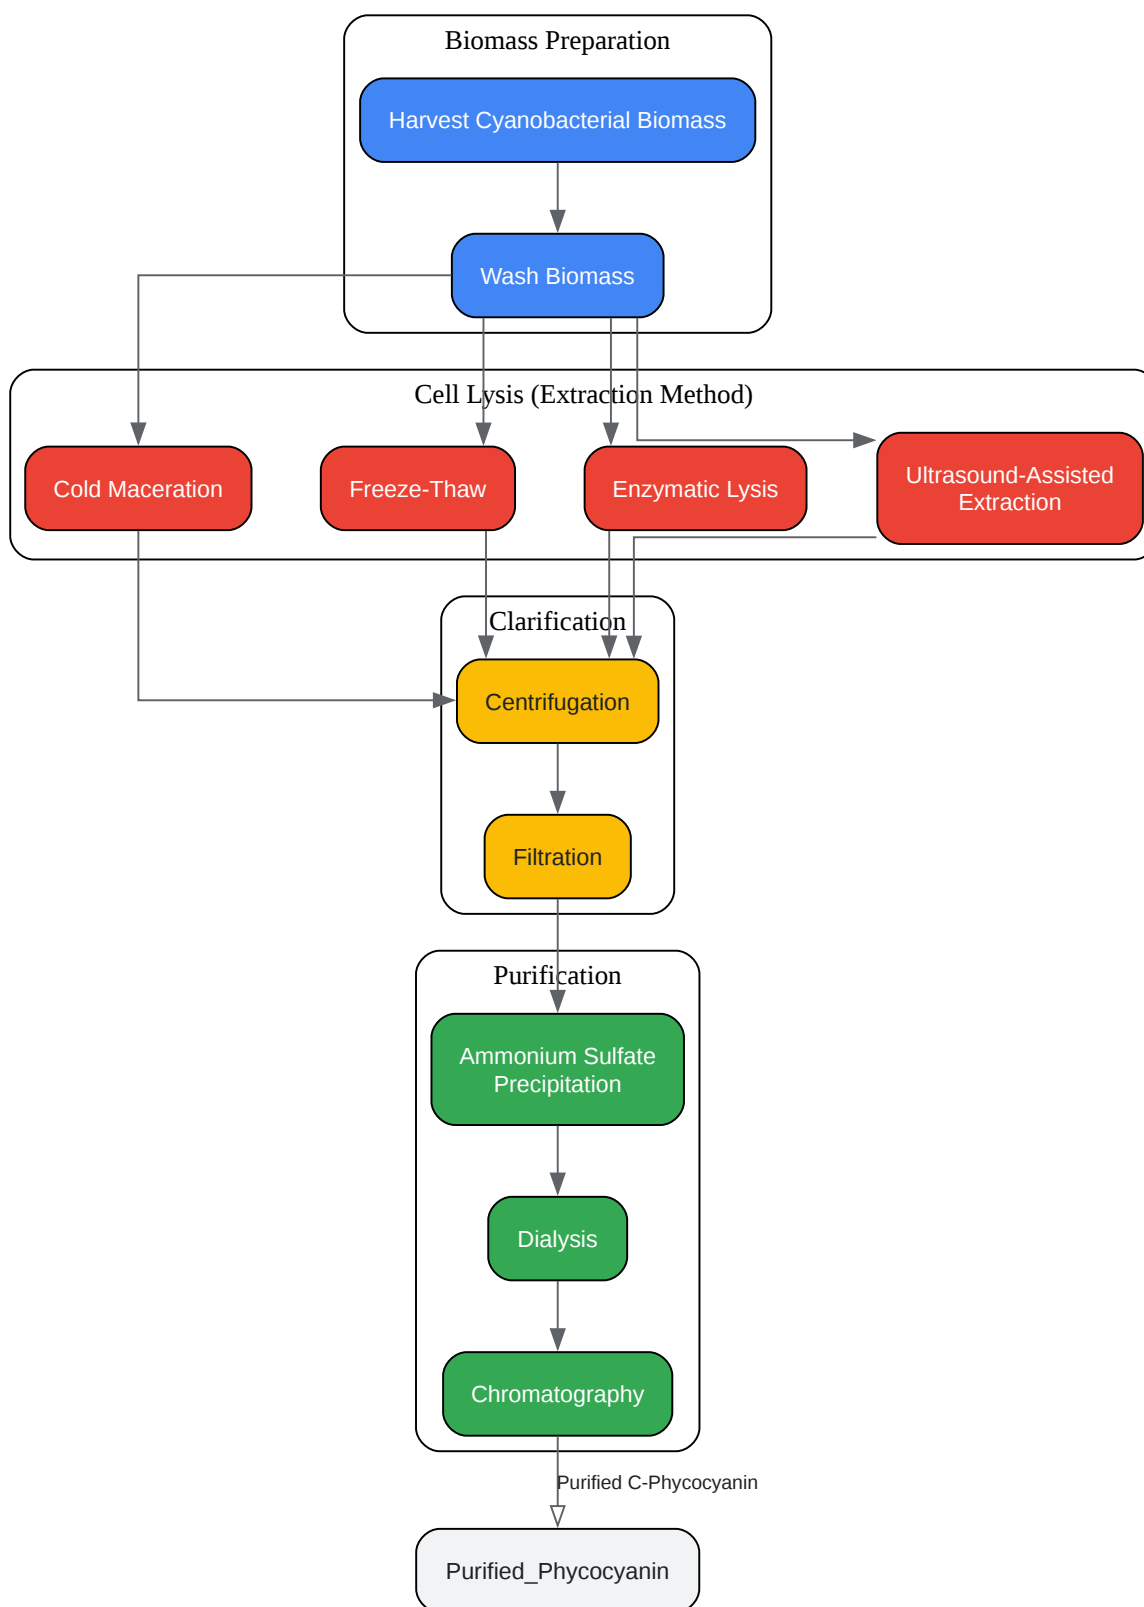 Biomass Preparation
Harvest Cyanobacterial Biomass
Wash Biomass
Cell Lysis (Extraction Method)
Cold Maceration
Freeze-Thaw
Enzymatic Lysis
Ultrasound-Assisted
Extraction
Clarification
Centrifugation
Filtration
Purification
Ammonium Sulfate
Precipitation
Dialysis
Chromatography
Purified C-Phycocyanin
Purified_Phycocyanin